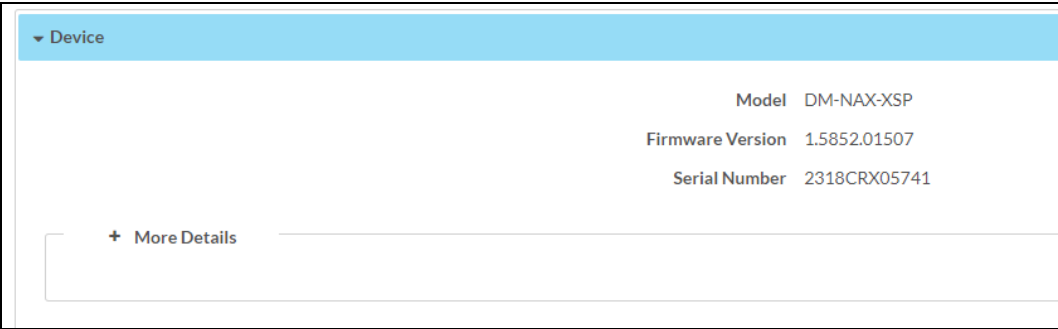 Device
Model DM-NAX-XSP
Firmware Version 1.5852.01507
Serial Number 2318CRX05741
+ More Details